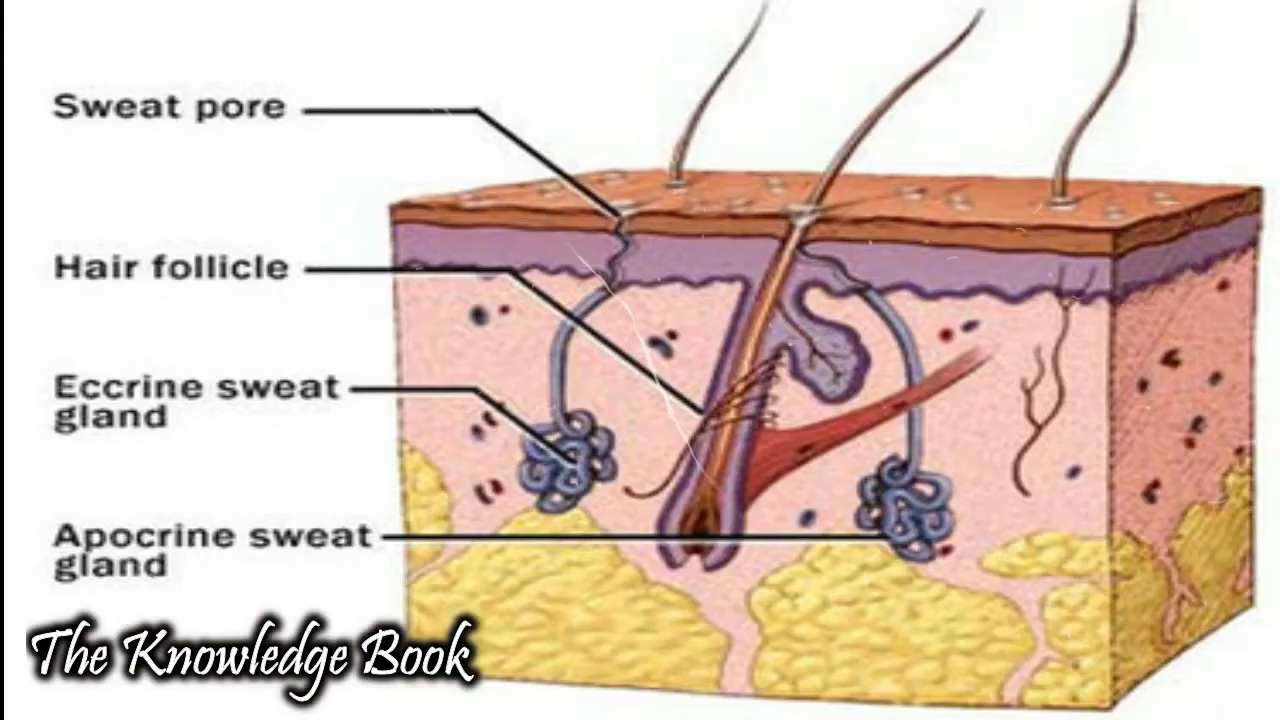 Sweat pore
Hair follicle
Eccrine sweat
gland
Apocrine sweat
gland
The Knowledge Book